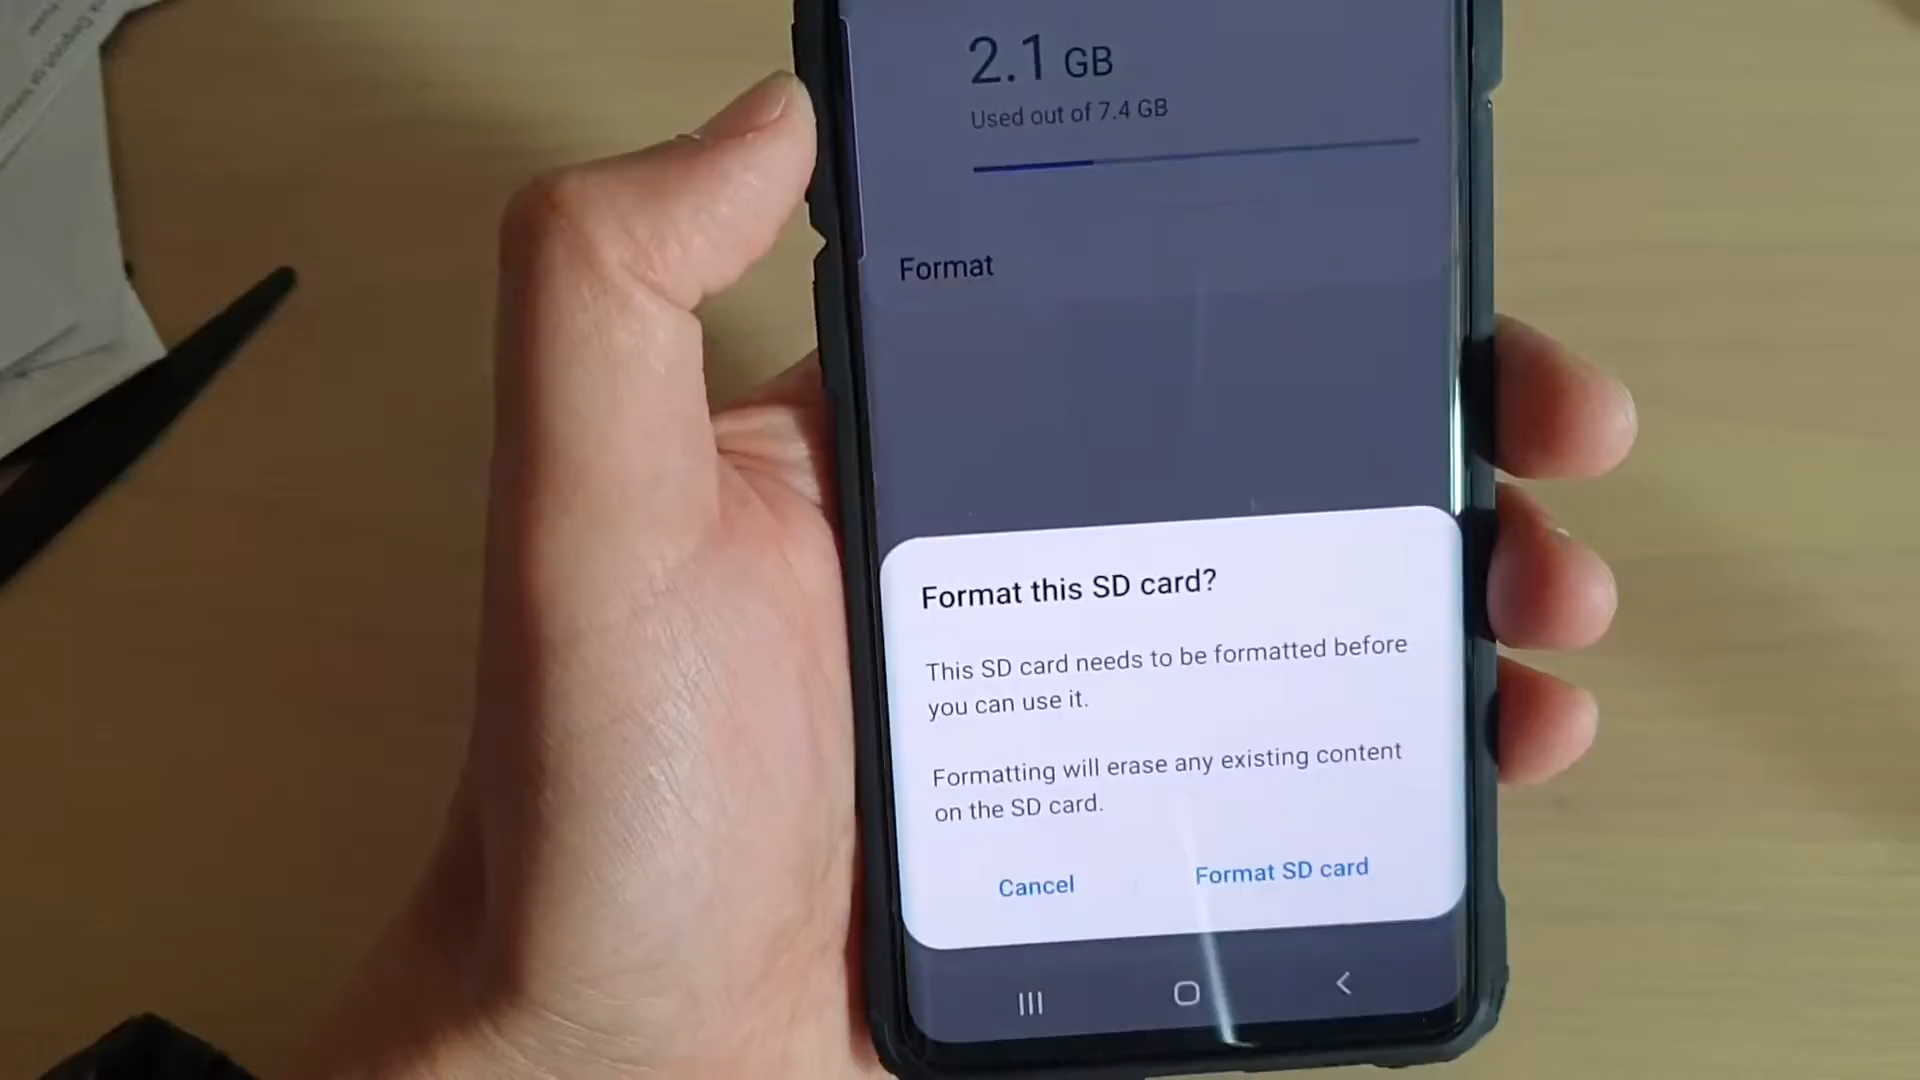 2.1 GB
Used out of 7.4 GB
Format
Format this SD card?
This SD card needs to be formatted before
you can use it.
Formatting will erase any existing content
on the SD card.
Cancel
Format SD card